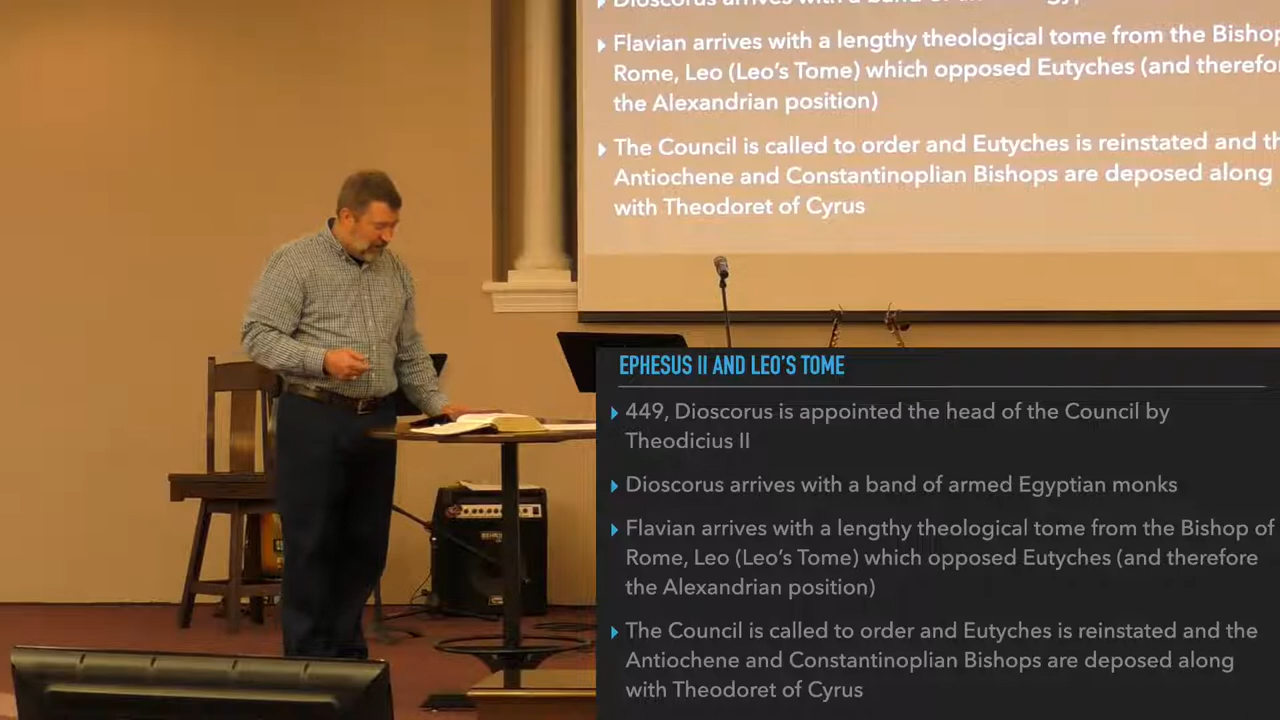 Dioscorus arrives with a band of
Flavian arrives with a lengthy theological tome from the Bishop
Rome, Leo (Leo's Tome) which opposed Eutyches (and therefor
the Alexandrian position)
The Council is called to order and Eutyches is reinstated and th
Antiochene and Constantinoplian Bishops are deposed along
with Theodoret of Cyrus
EPHESUS II AND LEO'S TOME
449, Dioscorus is appointed the head of the Council by
Theodicius II
Dioscorus arrives with a band of armed Egyptian monks
Flavian arrives with a lengthy theological tome from the Bishop of
Rome, Leo (Leo's Tome) which opposed Eutyches (and therefore
the Alexandrian position)
The Council is called to order and Eutyches is reinstated and the
Antiochene and Constantinoplian Bishops are deposed along
with Theodoret of Cyrus